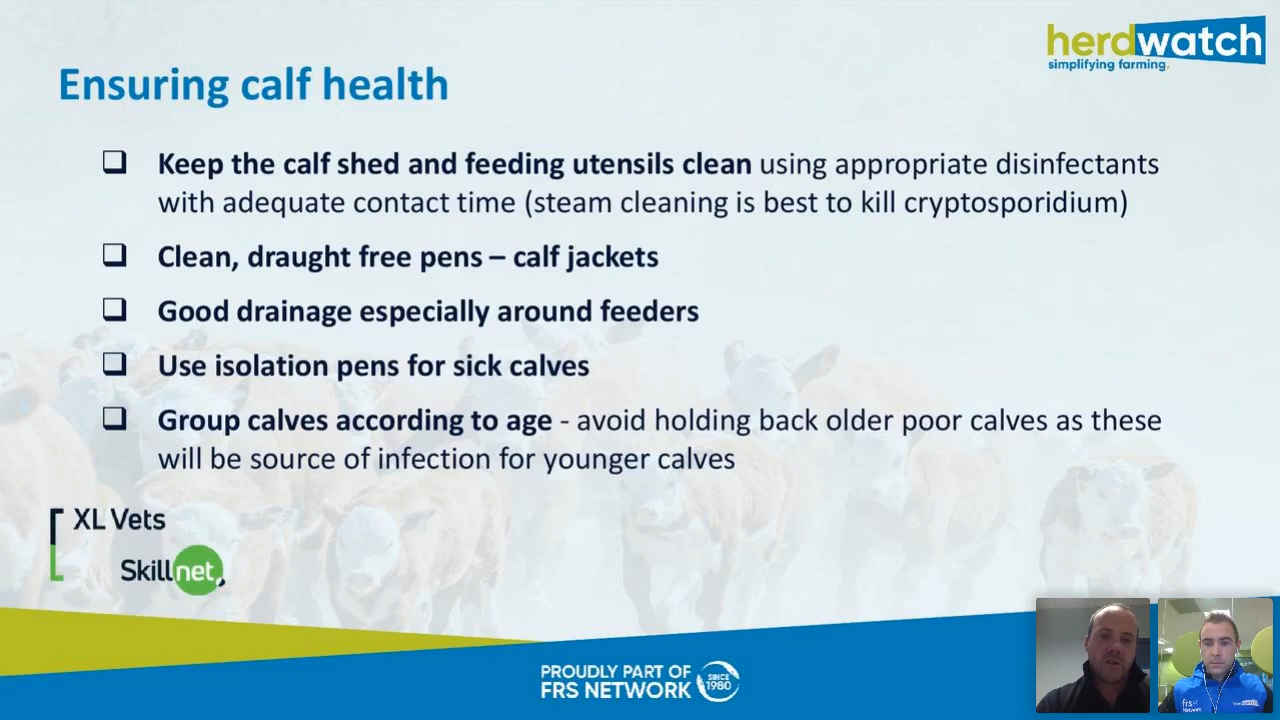 herdwatch
simplifying farming.
Ensuring calf health
❑ Keep the calf shed and feeding utensils clean using appropriate disinfectants
with adequate contact time (steam cleaning is best to kill cryptosporidium)
❑ Clean, draught free pens – calf jackets
❑ Good drainage especially around feeders
❑ Use isolation pens for sick calves
❑ Group calves according to age - avoid holding back older poor calves as these
will be source of infection for younger calves
XL Vets
Skillnet
PROUDLY PART OF
FRS NETWORK
SINCE
1980
frs
Network